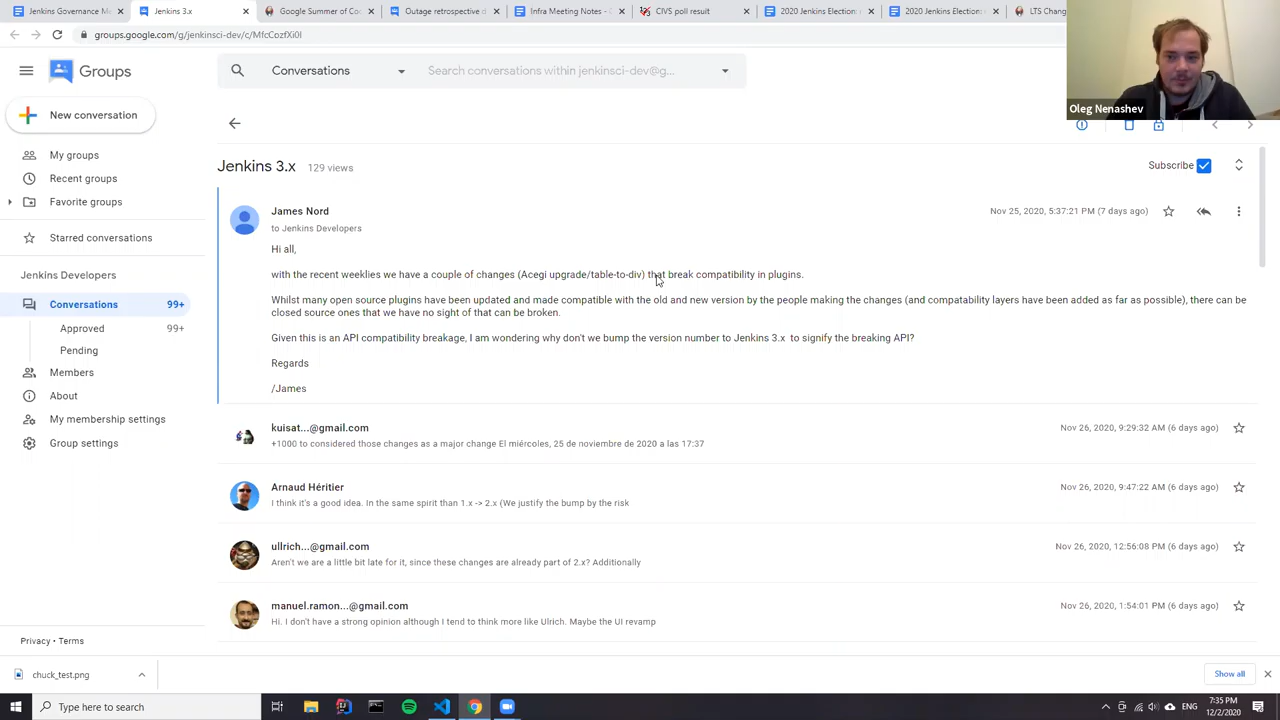 Jenkins Governance Me
Jenkins 3.x
Google Summer of Co
Outage retrospective d
Infra Meeting Notes -
CIVS poll result
2020 Jenkins Election:
2020 Jenkins Election:
LTS Chang
groups.google.com/g/jenkinsci-dev/c/MfcCozfXi0I
Groups
Conversations
Search conversations within jenkinsci-dev@g...
Oleg Nenashev
New conversation
My groups
Recent groups
Favorite groups
Starred conversations
Jenkins Developers
Conversations 99+
Approved 99+
Pending
Members
About
My membership settings
Group settings
Privacy • Terms
Jenkins 3.x 129 views
Subscribe
James Nord
Nov 25, 2020, 5:37:21 PM (7 days ago)
to Jenkins Developers
Hi all,
with the recent weeklies we have a couple of changes (Acegi upgrade/table-to-div) that break compatibility in plugins.
Whilst many open source plugins have been updated and made compatible with the old and new version by the people making the changes (and compatability layers have been added as far as possible), there can be
closed source ones that we have no sight of that can be broken.
Given this is an API compatibility breakage, I am wondering why don't we bump the version number to Jenkins 3.x to signify the breaking API?
Regards
/James
kuisat...@gmail.com
Nov 26, 2020, 9:29:32 AM (6 days ago)
+1000 to considered those changes as a major change El miércoles, 25 de noviembre de 2020 a las 17:37
Arnaud Héritier
Nov 26, 2020, 9:47:22 AM (6 days ago)
I think it's a good idea. In the same spirit than 1.x -> 2.x (We justify the bump by the risk
ullrich...@gmail.com
Nov 26, 2020, 12:56:08 PM (6 days ago)
Aren't we are a little bit late for it, since these changes are already part of 2.x? Additionally
manuel.ramon...@gmail.com
Nov 26, 2020, 1:54:01 PM (6 days ago)
Hi. I don't have a strong opinion although I tend to think more like Ulrich. Maybe the UI revamp
chuck_test.png
Show all
Type here to search
ENG
7:35 PM
12/2/2020